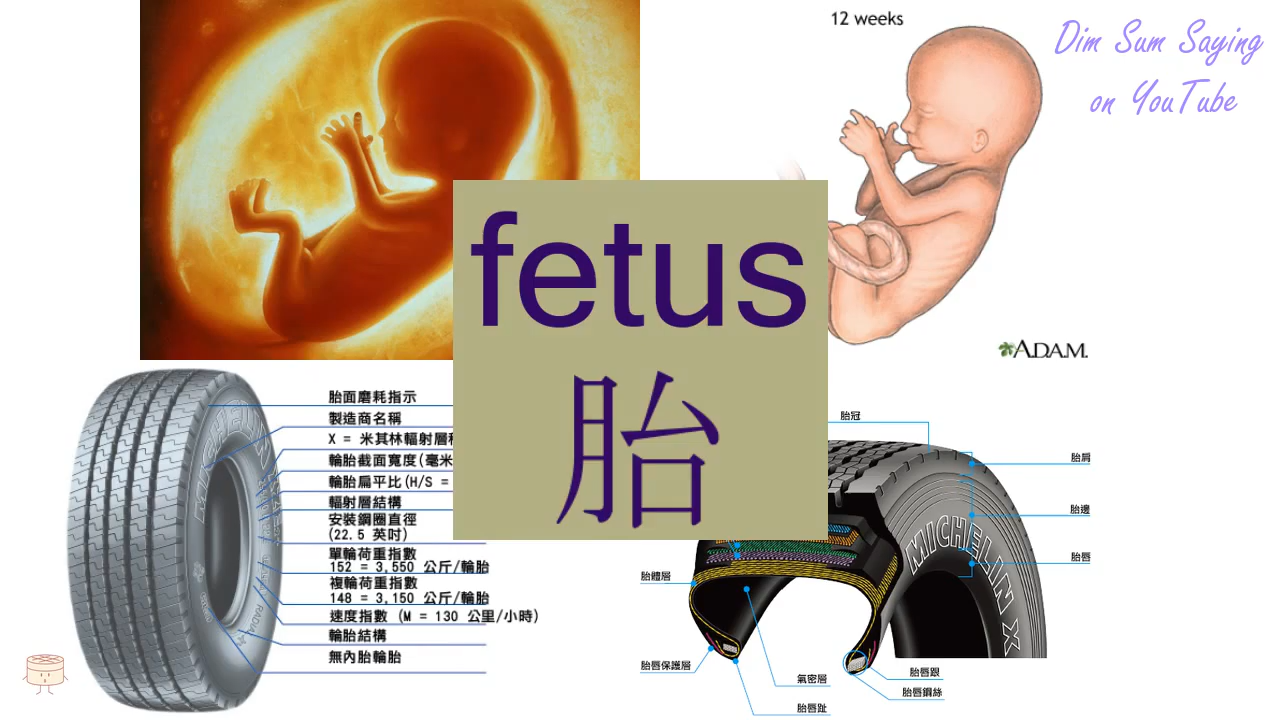 12 weeks
Dim Sum Saying
on YouTube
fetus
胎
ADAM.
胎面磨耗指示
製造商名稱
X = 米其林輻射層
輪胎截面寬度(毫米
輪胎扁平比(H/S =
輻射層結構
安裝鋼圈直徑
(22.5 英吋)
單輪荷重指數
152 = 3,550 公斤/輪胎
複輪荷重指數
148 = 3,150 公斤/輪胎
速度指數 (M = 130 公里/小時)
輪胎結構
無內胎輪胎
胎冠
胎肩
胎邊
胎唇
MICHELIN X
胎體層
胎唇保護層
氣密層
胎唇趾
胎唇跟
胎唇鋼絲